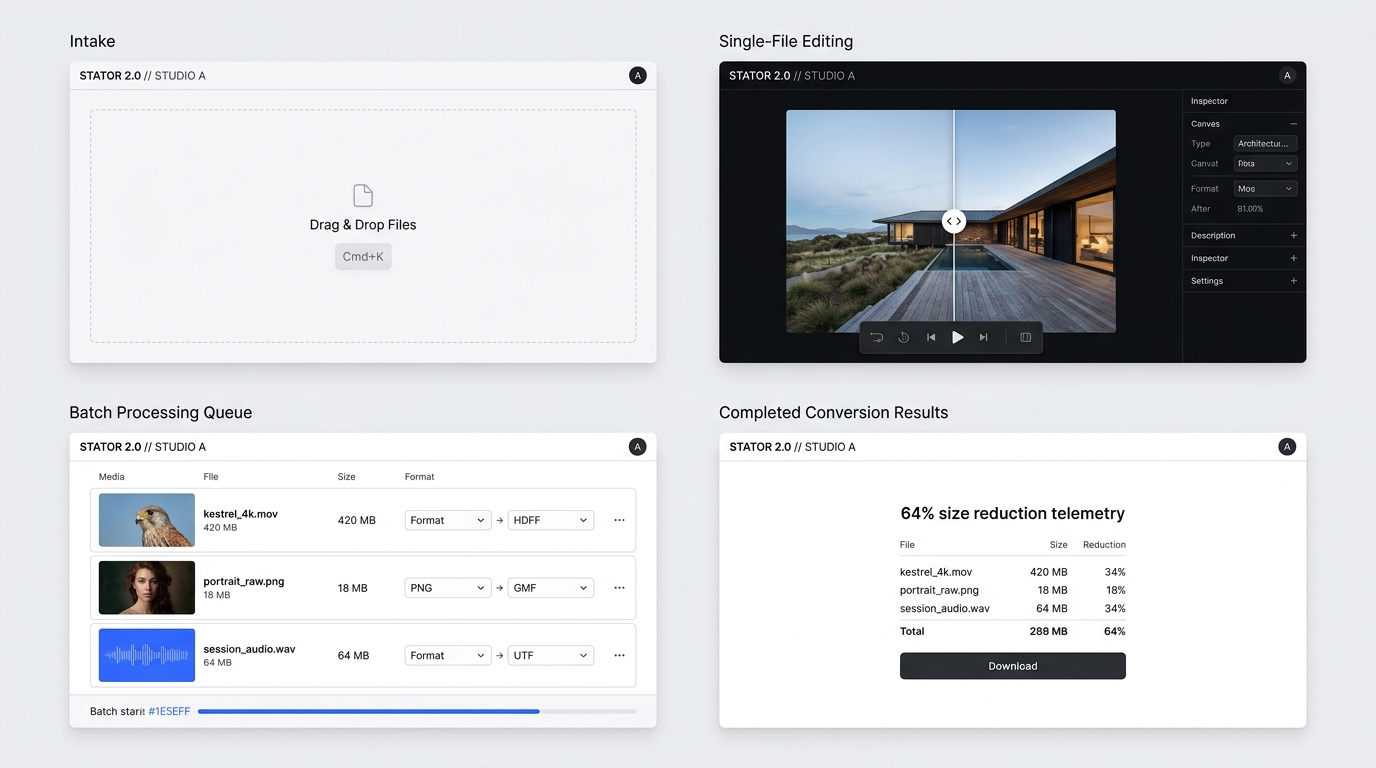 Intake
STATOR 2.0 // STUDIO A
A
Drag & Drop Files
Cmd+K
Single-File Editing
STATOR 2.0 // STUDIO A
A
Inspector
Canves
Type Architectur...
Canvat
Format Mos
After 81.00%
Description
Inspector
Settings
Batch Processing Queue
STATOR 2.0 // STUDIO A
A
Media File Size Format
kestrel_4k.mov
420 MB
420 MB Format → HDFF
portrait_raw.png
18 MB
18 MB PNG → GMF
session_audio.wav
64 MB
64 MB Format → UTF
Batch #1E5EFF
Completed Conversion Results
STATOR 2.0 // STUDIO A
A
64% size reduction telemetry
File Size Reduction
kestrel_4k.mov 420 MB 34%
portrait_raw.png 18 MB 18%
session_audio.wav 64 MB 34%
Total 288 MB 64%
Downlcad